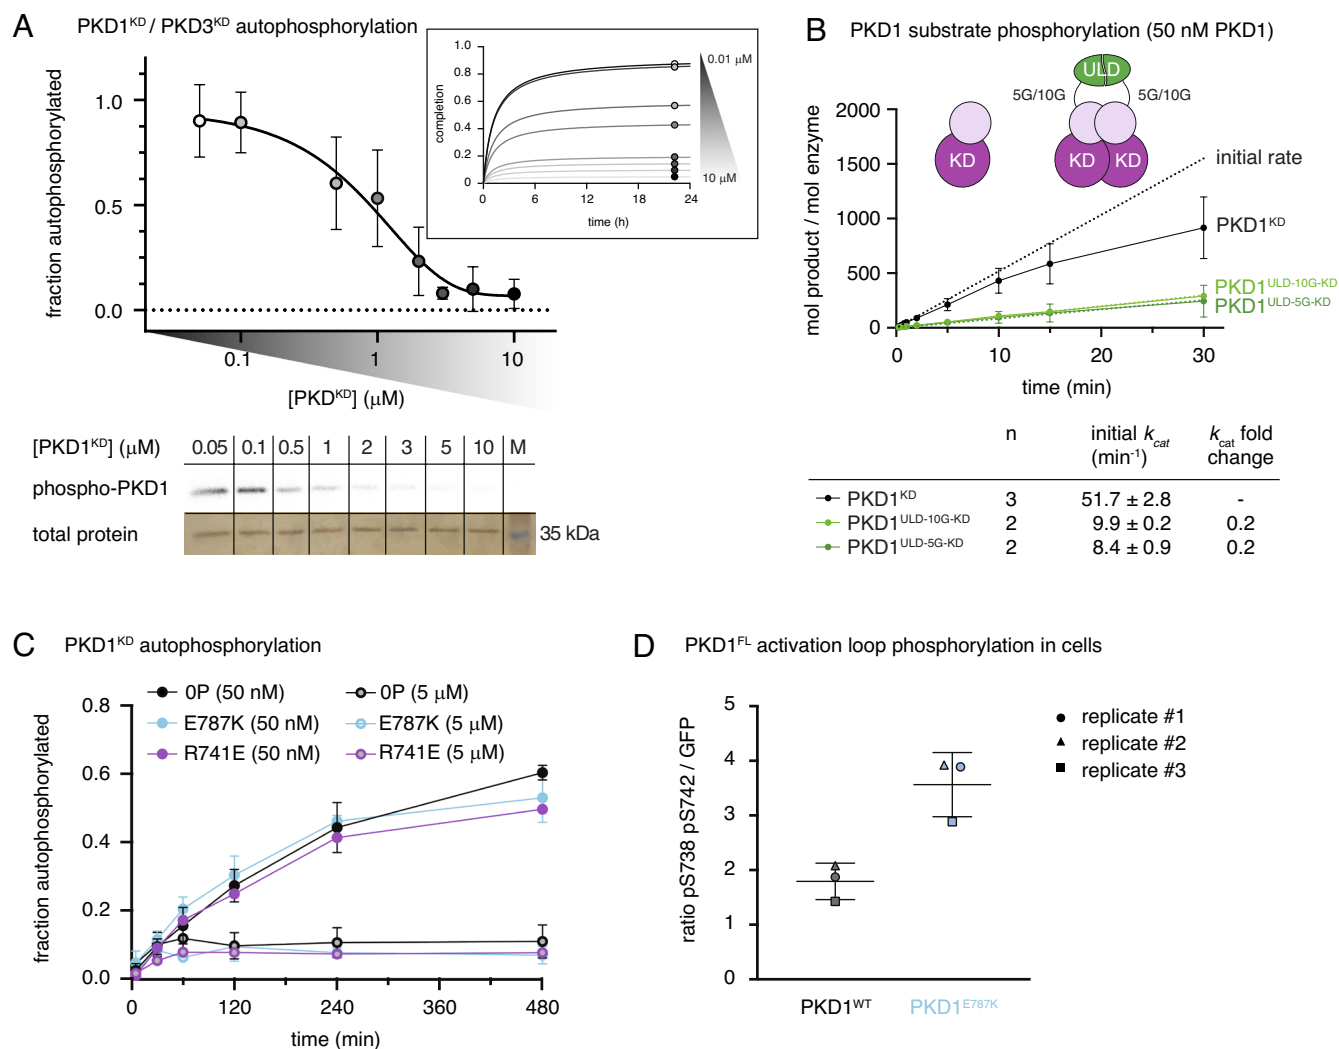 A
PKD1KD / PKD3KD autophosphorylation
fraction autophosphorylated
1.0
0.5
0.0
0.1
1
10
[PKDKD] (μM)
completion
1.0
0.8
0.6
0.4
0.2
0
0
6
12
18
24
time (h)
0.01 μM
10 μM
[PKD1KD] (μM) 0.05 0.1 0.5 1 2 3 5 10 M
phospho-PKD1
total protein
35 kDa
B
PKD1 substrate phosphorylation (50 nM PKD1)
ULD
5G/10G
5G/10G
KD
KD
KD
mol product / mol enzyme
2000
1500
1000
500
0
0
10
20
30
time (min)
initial rate
PKD1KD
PKD1ULD-10G-KD
PKD1ULD-5G-KD
n initial kcat (min-1) kcat fold change
PKD1KD 3 51.7 ± 2.8 -
PKD1ULD-10G-KD 2 9.9 ± 0.2 0.2
PKD1ULD-5G-KD 2 8.4 ± 0.9 0.2
C
PKD1KD autophosphorylation
0P (50 nM)
0P (5 μM)
E787K (50 nM)
E787K (5 μM)
R741E (50 nM)
R741E (5 μM)
fraction autophosphorylated
0.8
0.6
0.4
0.2
0.0
0
120
240
360
480
time (min)
D
PKD1FL activation loop phosphorylation in cells
ratio pS738 pS742 / GFP
5
4
3
2
1
0
PKD1WT
PKD1E787K
replicate #1
replicate #2
replicate #3